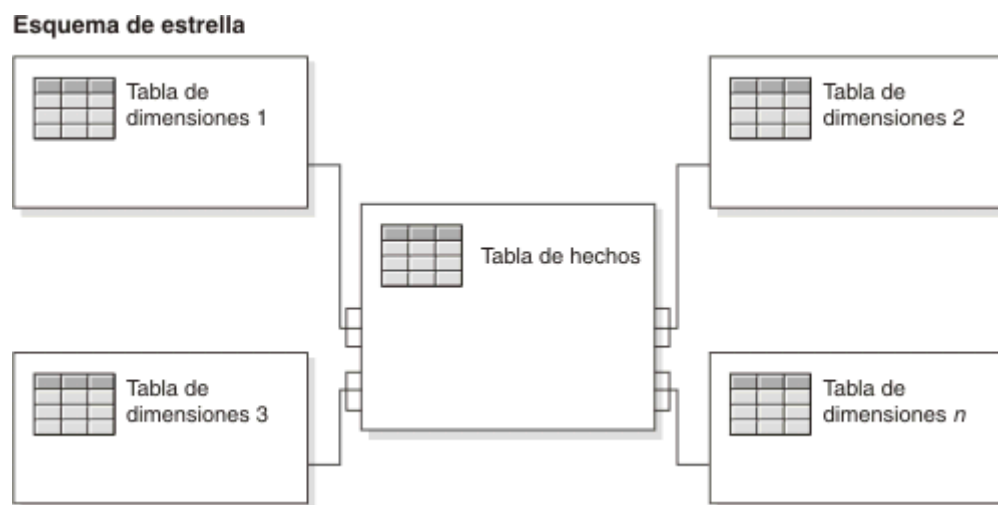 Esquema de estrella
Tabla de
dimensiones 1
Tabla de
dimensiones 2
Tabla de hechos
Tabla de
dimensiones 3
Tabla de
dimensiones n